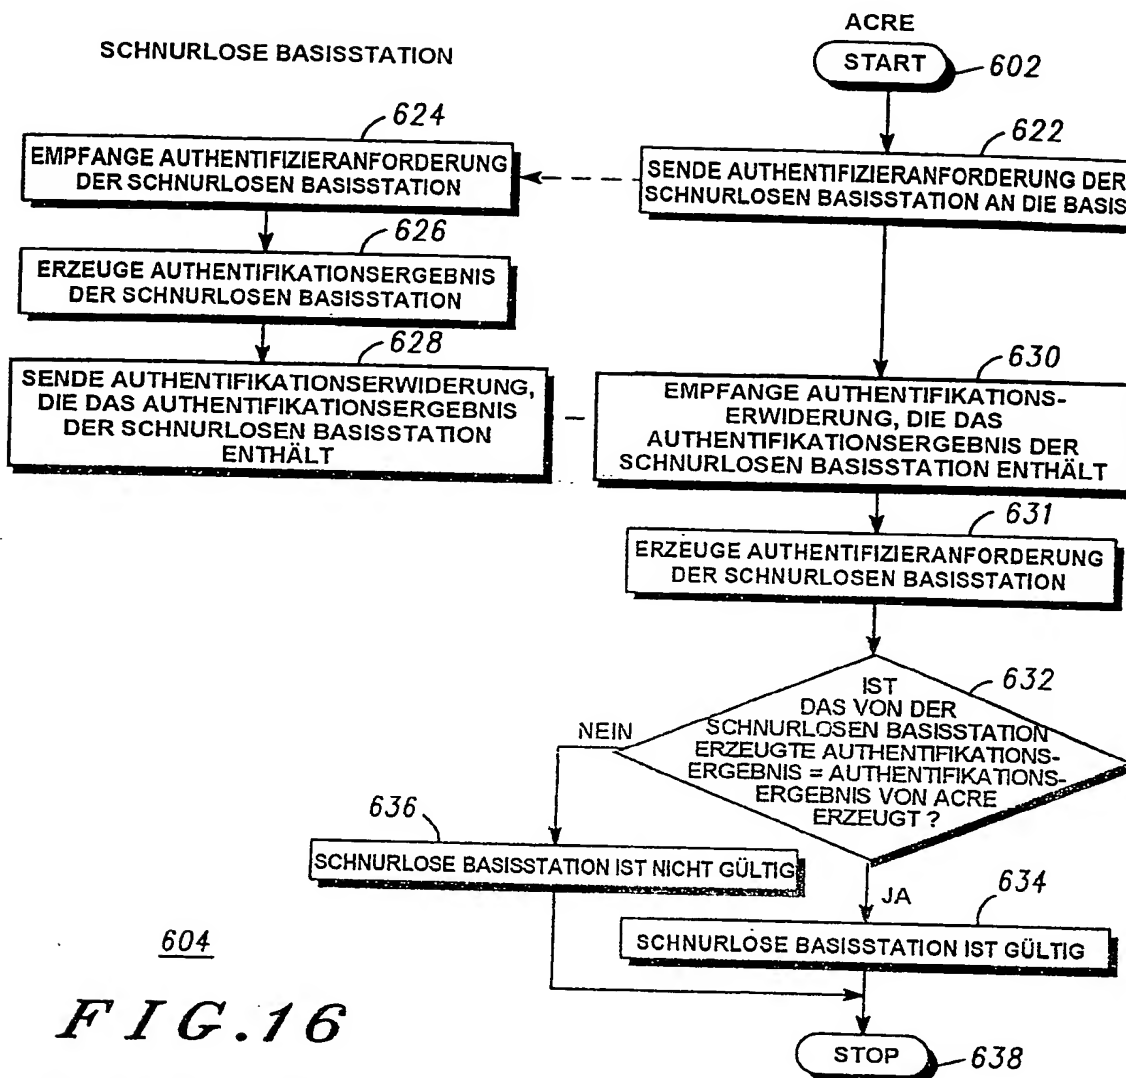 ACRE
SCHNURLOSE BASISSTATION
START
602
624
622
EMPFANGE AUTHENTIFIZIERANFORDERUNG
DER SCHNURLOSEN BASISSTATION
SENDE AUTHENTIFIZIERANFORDERUNG DER
SCHNURLOSEN BASISSTATION AN DIE BASIS
626
ERZEUGE AUTHENTIFIKATIONSERGEBNIS
DER SCHNURLOSEN BASISSTATION
628
630
SENDE AUTHENTIFIKATIONSERWIDERUNG,
DIE DAS AUTHENTIFIKATIONSERGEBNIS
DER SCHNURLOSEN BASISSTATION
ENTHÄLT
EMPFANGE AUTHENTIFIKATIONS-
ERWIDERUNG, DIE DAS
AUTHENTIFIKATIONSERGEBNIS DER
SCHNURLOSEN BASISSTATION ENTHÄLT
631
ERZEUGE AUTHENTIFIZIERANFORDERUNG
DER SCHNURLOSEN BASISSTATION
632
IST
DAS VON DER
SCHNURLOSEN BASISSTATION
ERZEUGTE AUTHENTIFIKATIONS-
ERGEBNIS = AUTHENTIFIKATIONS-
ERGEBNIS VON ACRE
ERZEUGT ?
NEIN
636
SCHNURLOSE BASISSTATION IST NICHT GÜLTIG
JA
634
SCHNURLOSE BASISSTATION IST GÜLTIG
604
FIG.16
STOP
638